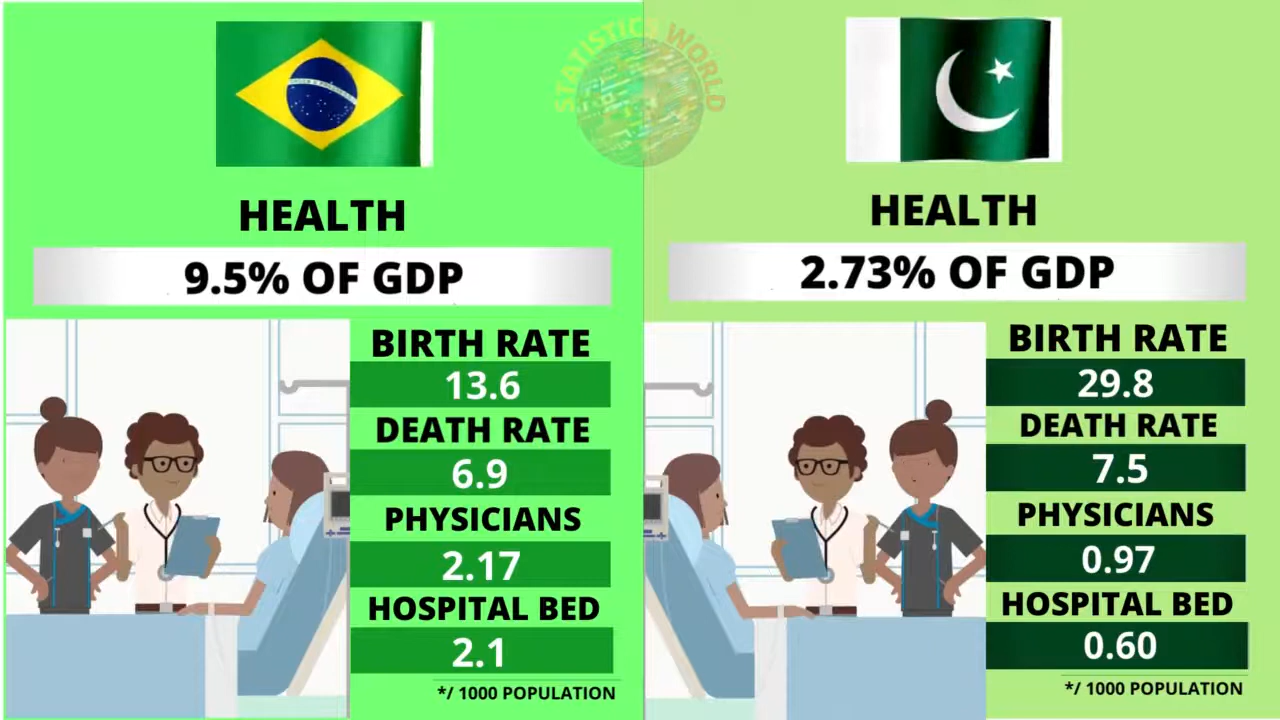 STATISTICS WORLD
HEALTH
9.5% OF GDP
BIRTH RATE
13.6
DEATH RATE
6.9
PHYSICIANS
2.17
HOSPITAL BED
2.1
*/ 1000 POPULATION
HEALTH
2.73% OF GDP
BIRTH RATE
29.8
DEATH RATE
7.5
PHYSICIANS
0.97
HOSPITAL BED
0.60
*/ 1000 POPULATION